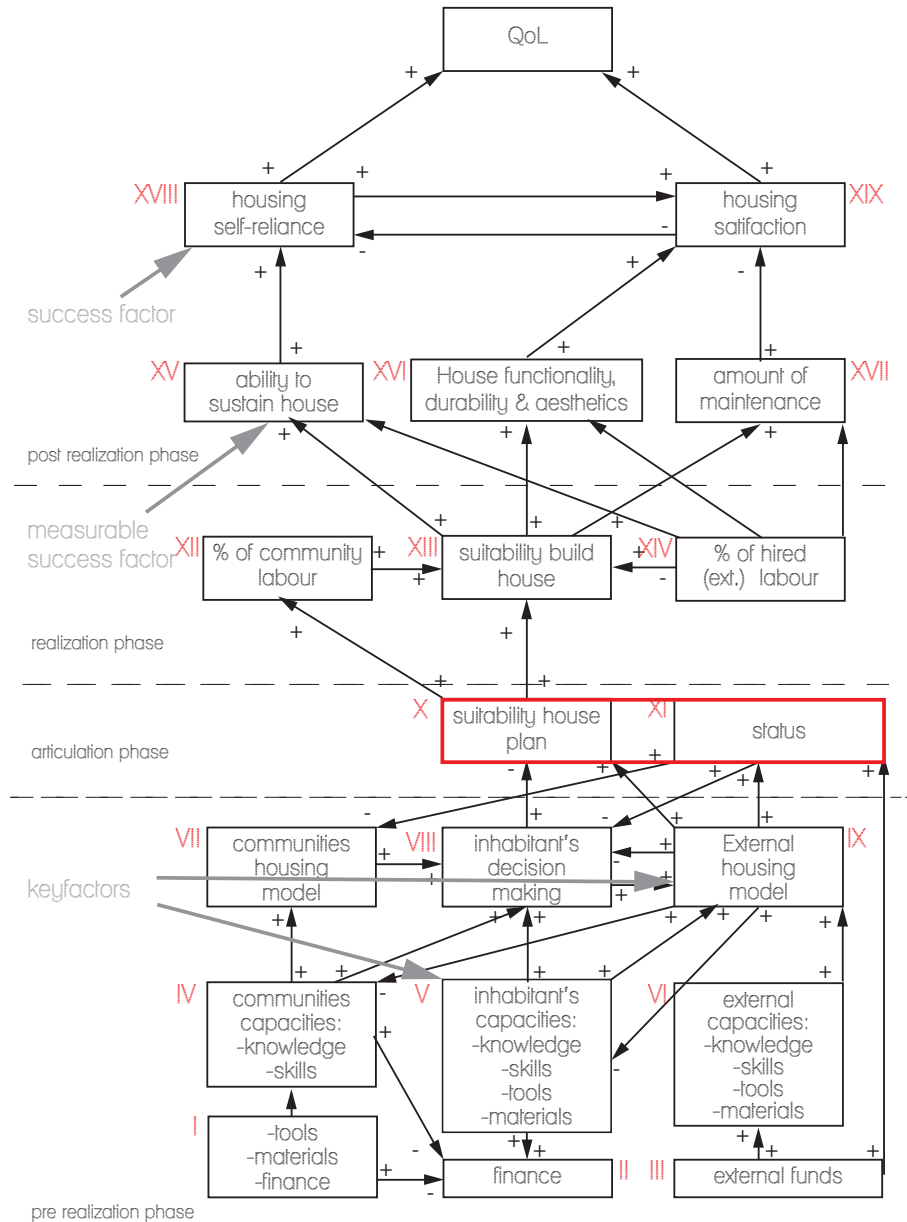 QoL
+ +
+ + + +
XVIII housing self-reliance
housing satifaction XIX
- -
+ + -
success factor
+ + +
XV ability to sustain house
XVI House functionality, durability & aesthetics
amount of maintenance XVII
+ + +
post realization phase
measurable success factor
+ + +
XII % of community labour
+ +
XIII suitability build house
+ -
XIV % of hired (ext.) labour
+ +
realization phase
+ +
X suitability house plan
XI status
+
articulation phase
- + + + +
- + - + +
VII communities housing model
+ +
VIII inhabitant's decision making
+ - + +
External housing model IX
keyfactors
+ + + + + + +
+ + + + +
IV communities capacities: -knowledge -skills
- +
V inhabitant's capacities: -knowledge -skills -tools -materials
-
VI external capacities: -knowledge -skills -tools -materials
I -tools -materials -finance
+ - -
+ +
finance II
+ + +
III external funds
pre realization phase